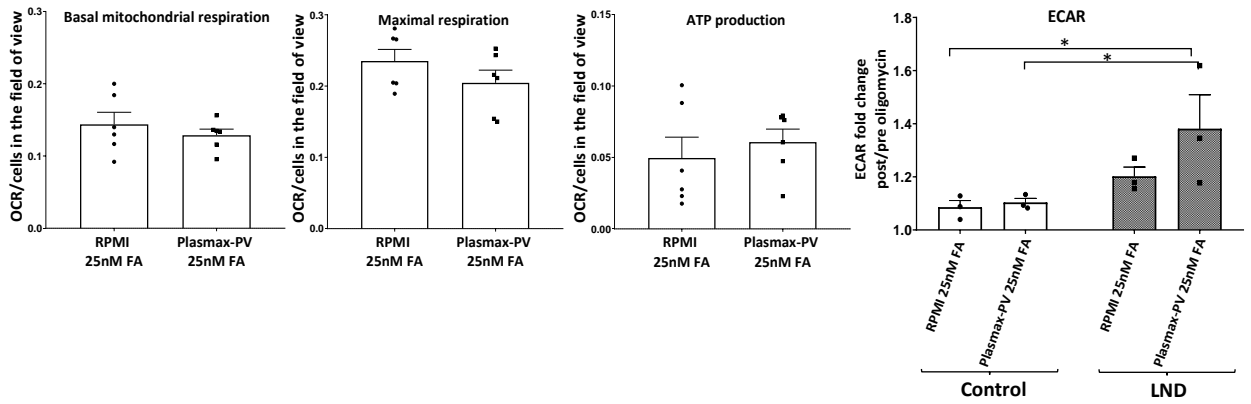 Basal mitochondrial respiration
OCR/cells in the field of view
0.3
0.2
0.1
0.0
RPMI
25nM FA
Plasmax-PV
25nM FA
Maximal respiration
OCR/cells in the field of view
0.3
0.2
0.1
0.0
RPMI
25nM FA
Plasmax-PV
25nM FA
ATP production
OCR/cells in the field of view
0.15
0.10
0.05
0.00
RPMI
25nM FA
Plasmax-PV
25nM FA
ECAR
ECAR fold change
post/pre oligomycin
1.8
1.6
1.4
1.2
1.0
*
*
RPMI 25nM FA
Plasmax-PV 25nM FA
RPMI 25nM FA
Plasmax-PV 25nM FA
Control
LND